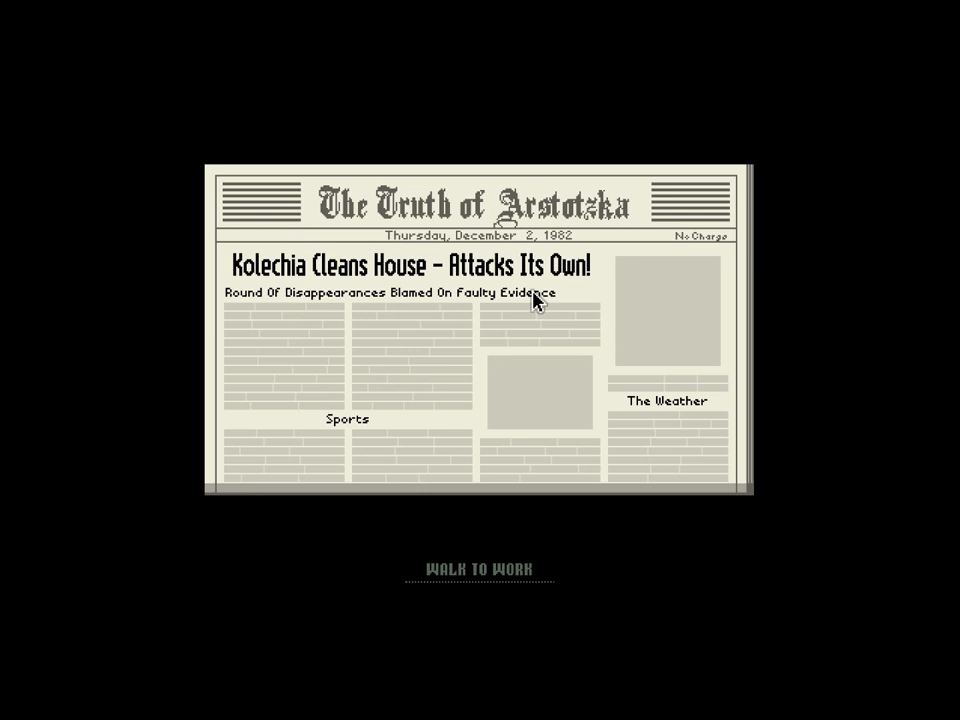 The Truth of Arstotzka
Thursday, December 2, 1982
No Charge
Kolechia Cleans House - Attacks Its Own!
Round Of Disappearances Blamed On Faulty Evidence
The Weather
Sports
WALK TO WORK